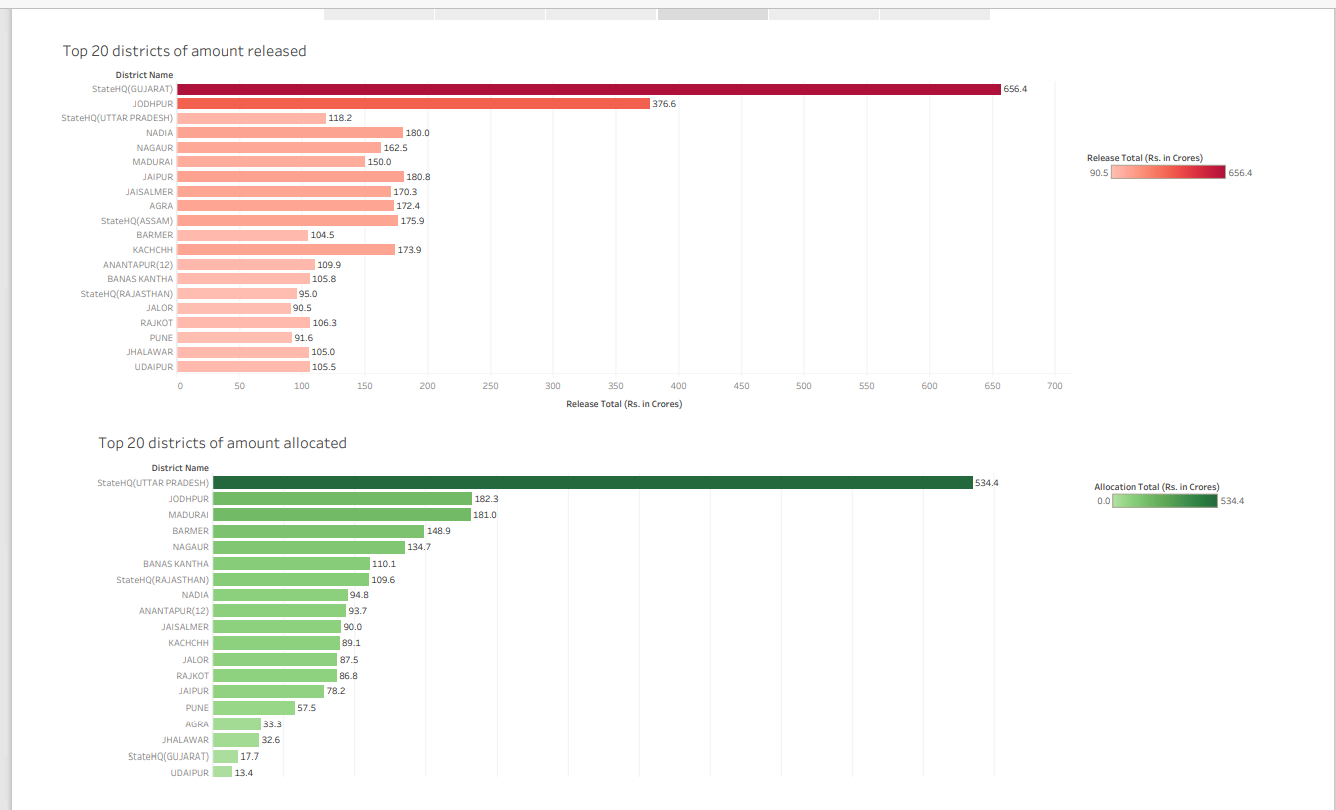 Top 20 districts of amount released
District Name
StateHQ(GUJARAT) 656.4
JODHPUR 376.6
StateHQ(UTTAR PRADESH) 118.2
NADIA 180.0
NAGAUR 162.5
MADURAI 150.0
JAIPUR 180.8
JAISALMER 170.3
AGRA 172.4
StateHQ(ASSAM) 175.9
BARMER 104.5
KACHCHH 173.9
ANANTAPUR(12) 109.9
BANAS KANTHA 105.8
StateHQ(RAJASTHAN) 95.0
JALOR 90.5
RAJKOT 106.3
PUNE 91.6
JHALAWAR 105.0
UDAIPUR 105.5
0 50 100 150 200 250 300 350 400 450 500 550 600 650 700
Release Total (Rs. in Crores)
Release Total (Rs. in Crores)
90.5 656.4
Top 20 districts of amount allocated
District Name
StateHQ(UTTAR PRADESH) 534.4
JODHPUR 182.3
MADURAI 181.0
BARMER 148.9
NAGAUR 134.7
BANAS KANTHA 110.1
StateHQ(RAJASTHAN) 109.6
NADIA 94.8
ANANTAPUR(12) 93.7
JAISALMER 90.0
KACHCHH 89.1
JALOR 87.5
RAJKOT 86.8
JAIPUR 78.2
PUNE 57.5
AGRA 33.3
JHALAWAR 32.6
StateHQ(GUJARAT) 17.7
UDAIPUR 13.4
Allocation Total (Rs. in Crores)
0.0 534.4